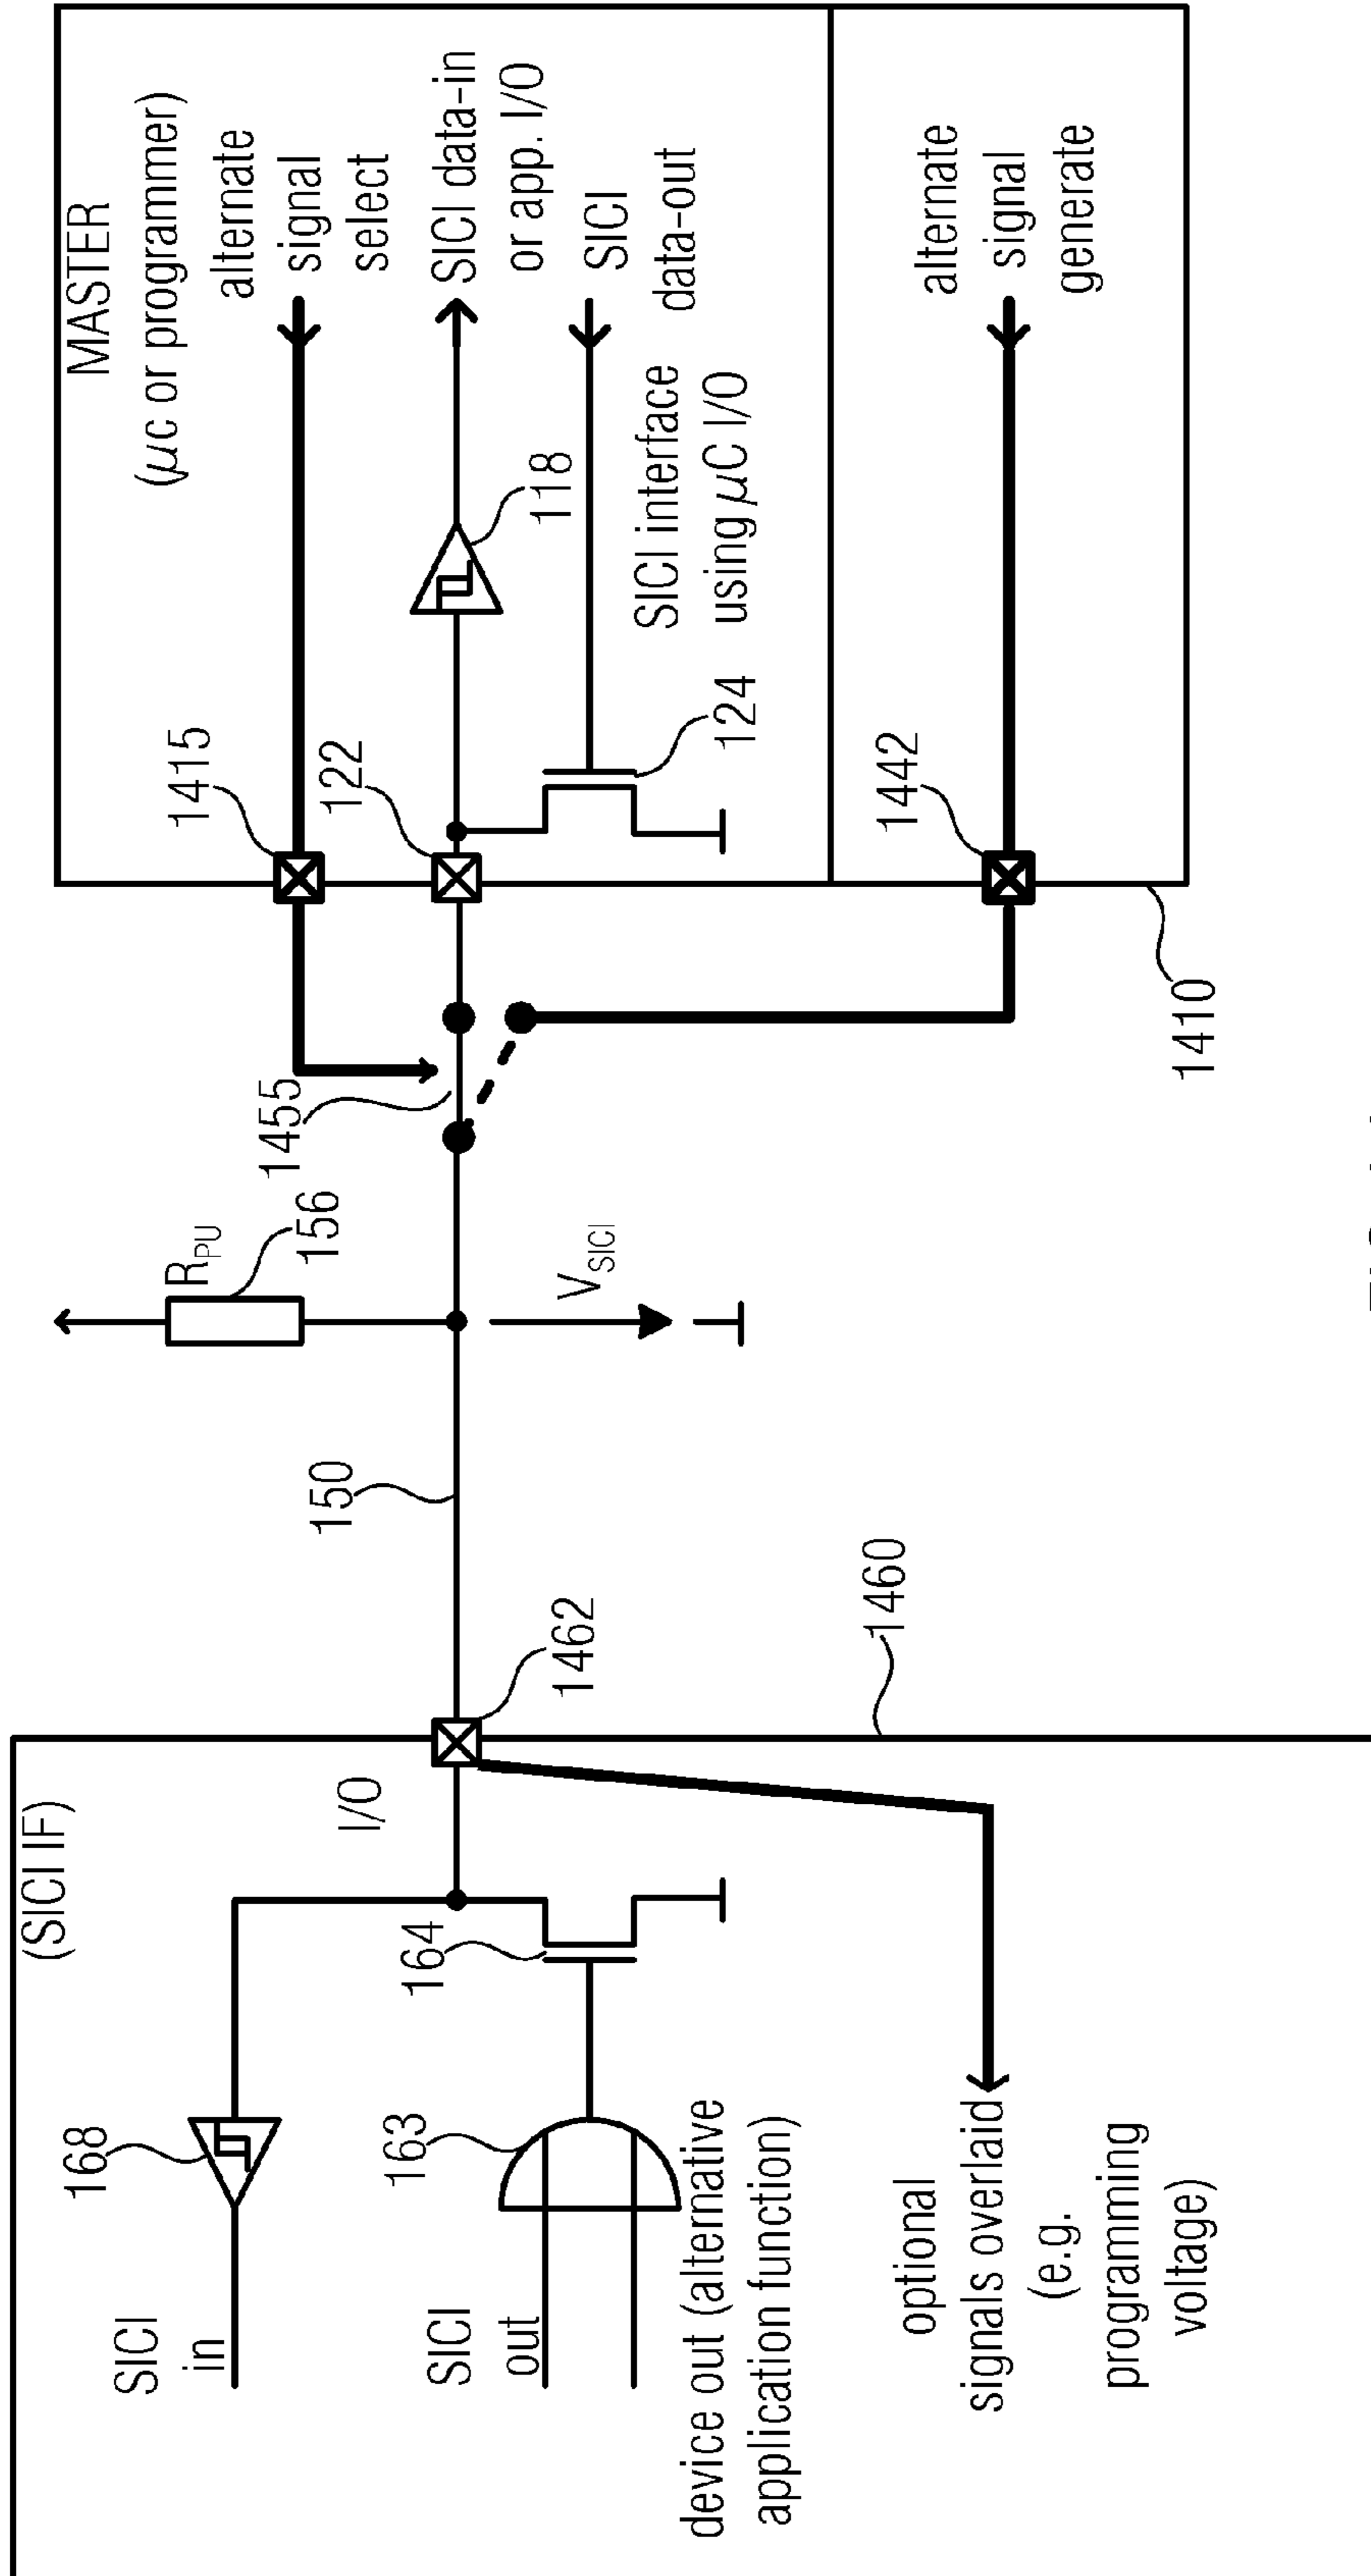 (SICI IF)
SICI
in
168
SICI
out
163
164
I/O
device out (alternative
application function)
optional
signals overlaid
(e.g.
programming
voltage)
1462
1460
150
RPU
156
VSICI
1455
1415
122
1442
1410
MASTER
(μc or programmer)
alternate
signal
select
SICI data-in
or app. I/O
118
SICI
data-out
SICI interface
using μC I/O
124
alternate
signal
generate